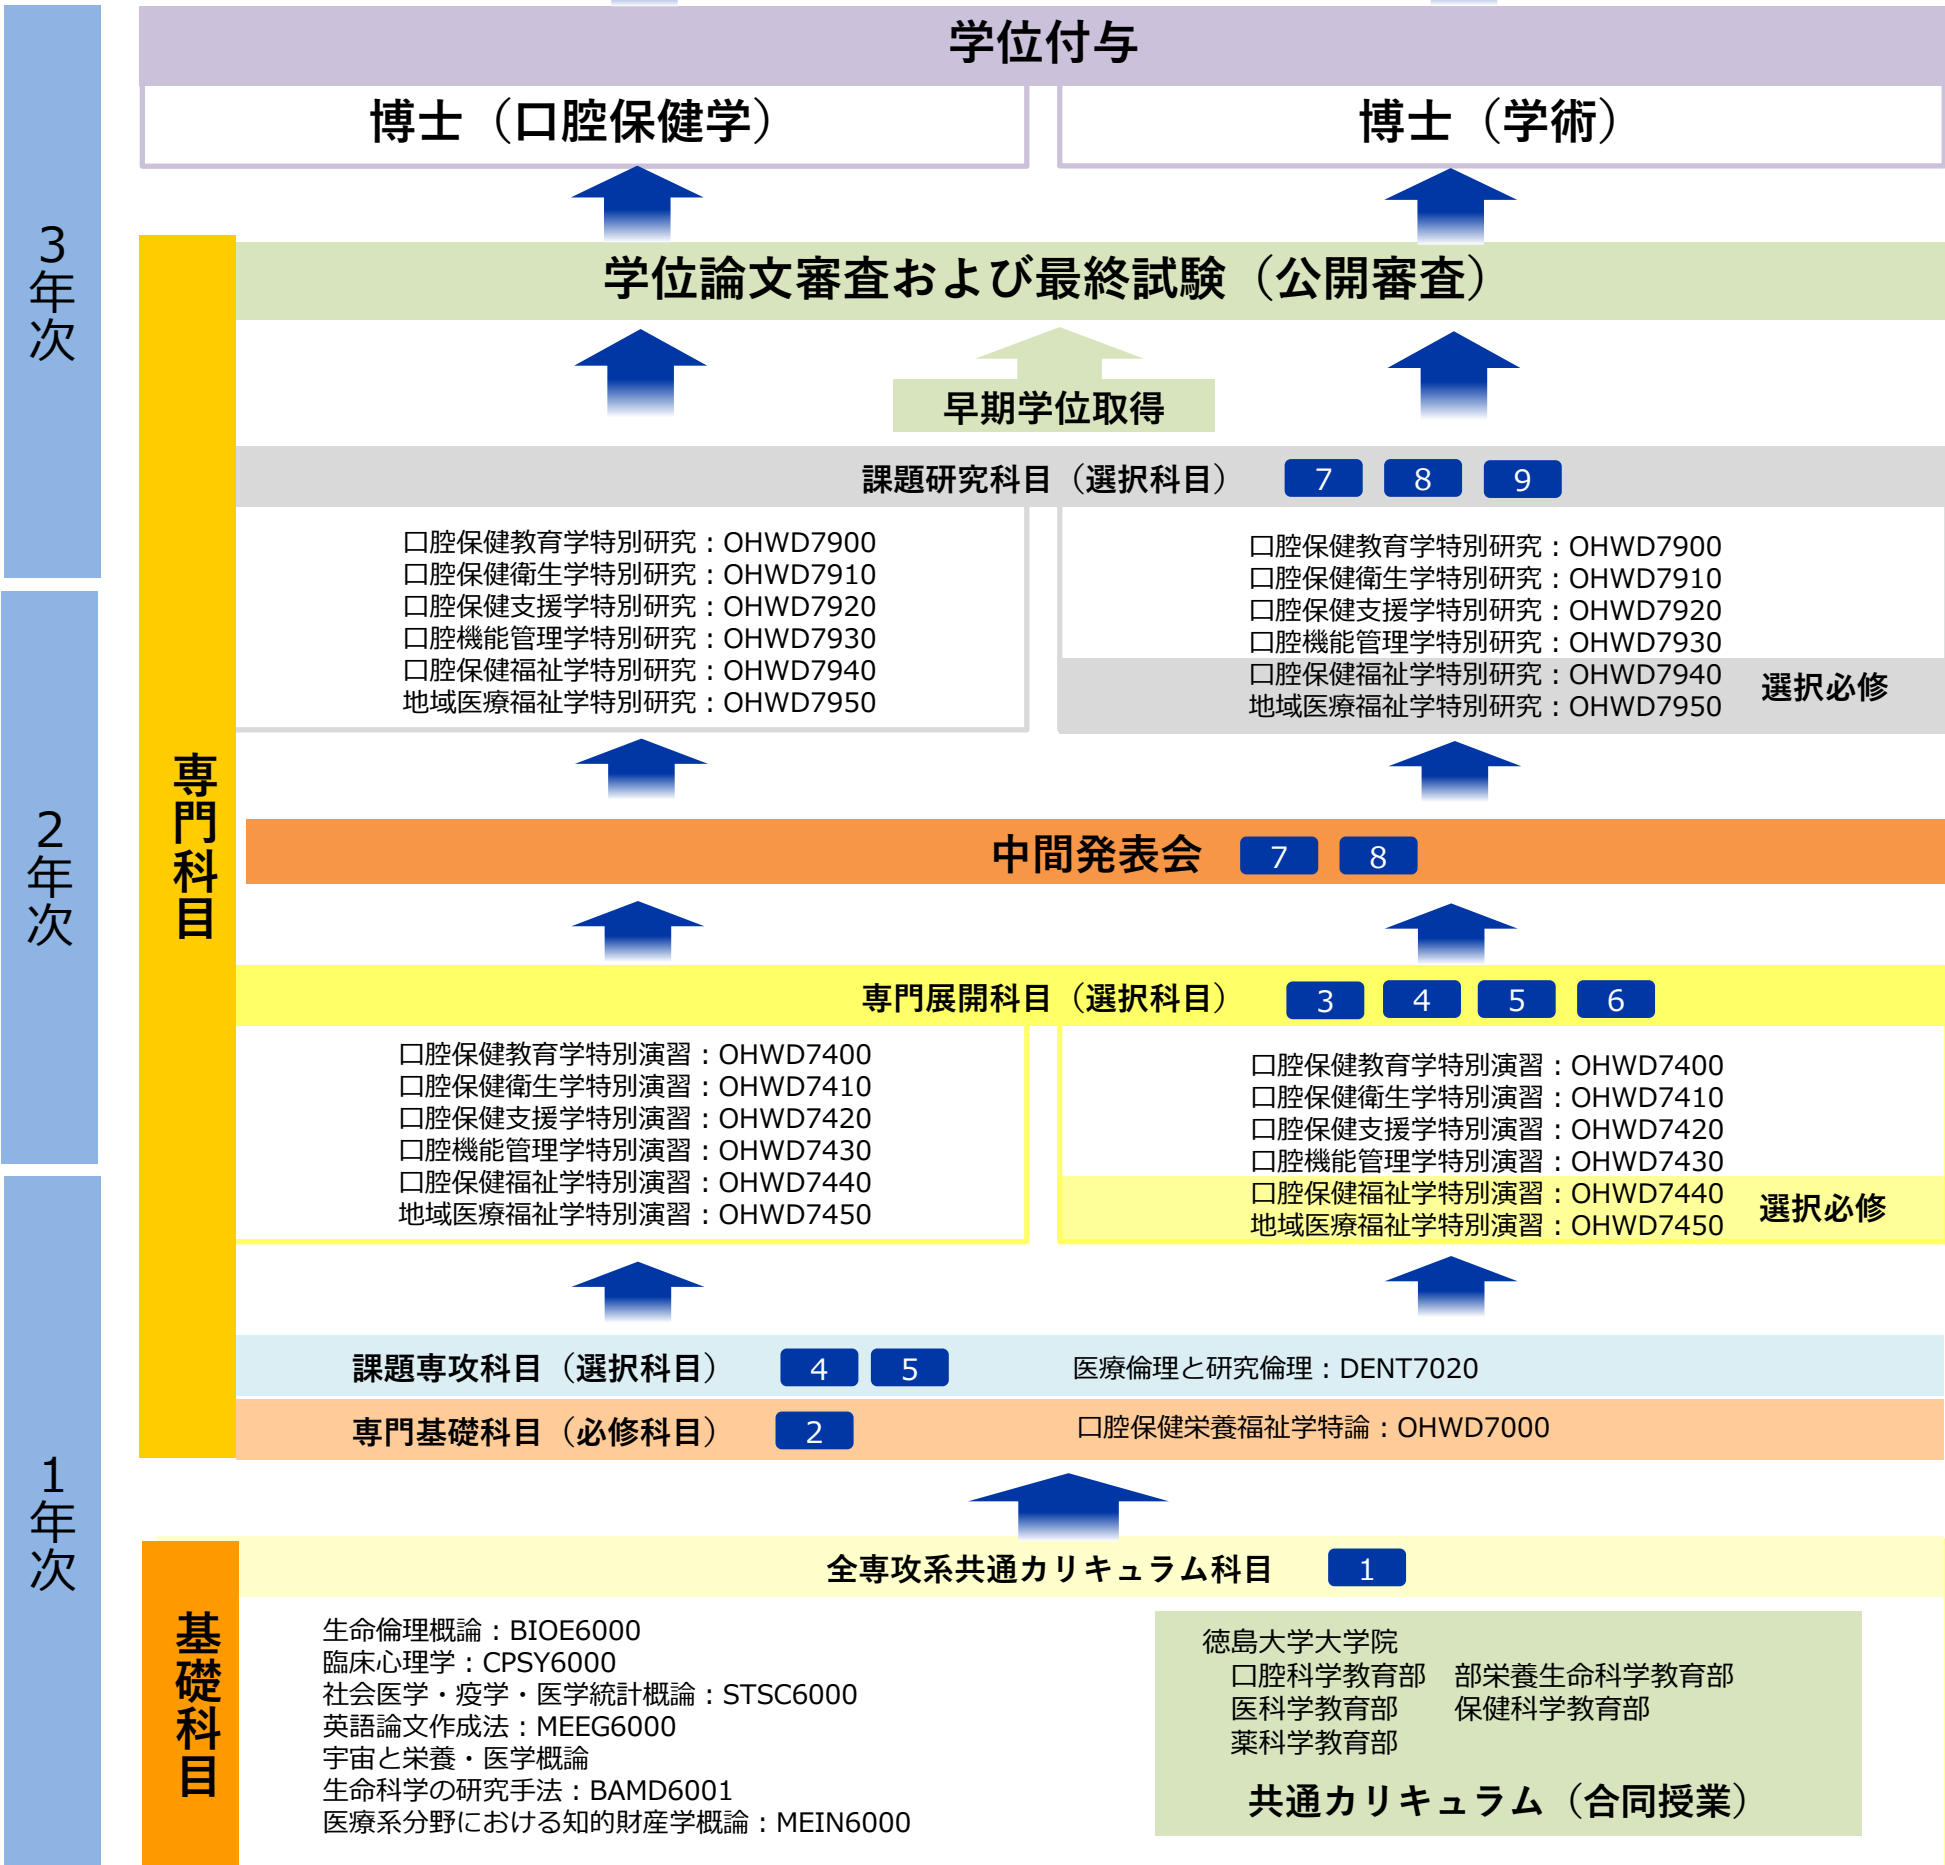 学位付与
博士（口腔保健学）
博士（学術）
3年次
学位論文審査および最終試験（公開審査）
早期学位取得
課題研究科目（選択科目） 7 8 9
口腔保健教育学特別研究：OHWD7900
口腔保健衛生学特別研究：OHWD7910
口腔保健支援学特別研究：OHWD7920
口腔機能管理学特別研究：OHWD7930
口腔保健福祉学特別研究：OHWD7940
地域医療福祉学特別研究：OHWD7950
口腔保健教育学特別研究：OHWD7900
口腔保健衛生学特別研究：OHWD7910
口腔保健支援学特別研究：OHWD7920
口腔機能管理学特別研究：OHWD7930
口腔保健福祉学特別研究：OHWD7940
地域医療福祉学特別研究：OHWD7950
選択必修
専門科目
2年次
中間発表会 7 8
専門展開科目（選択科目） 3 4 5 6
口腔保健教育学特別演習：OHWD7400
口腔保健衛生学特別演習：OHWD7410
口腔保健支援学特別演習：OHWD7420
口腔機能管理学特別演習：OHWD7430
口腔保健福祉学特別演習：OHWD7440
地域医療福祉学特別演習：OHWD7450
口腔保健教育学特別演習：OHWD7400
口腔保健衛生学特別演習：OHWD7410
口腔保健支援学特別演習：OHWD7420
口腔機能管理学特別演習：OHWD7430
口腔保健福祉学特別演習：OHWD7440
地域医療福祉学特別演習：OHWD7450
選択必修
1年次
課題専攻科目（選択科目） 4 5 医療倫理と研究倫理：DENT7020
専門基礎科目（必修科目） 2 口腔保健栄養福祉学特論：OHWD7000
基礎科目
全専攻系共通カリキュラム科目 1
生命倫理概論：BIOE6000
臨床心理学：CPSY6000
社会医学・疫学・医学統計概論：STSC6000
英語論文作成法：MEEG6000
宇宙と栄養・医学概論
生命科学の研究手法：BAMD6001
医療系分野における知的財産学概論：MEIN6000
徳島大学大学院
口腔科学教育部 部栄養生命科学教育部
医科学教育部 保健科学教育部
薬科学教育部
共通カリキュラム（合同授業）